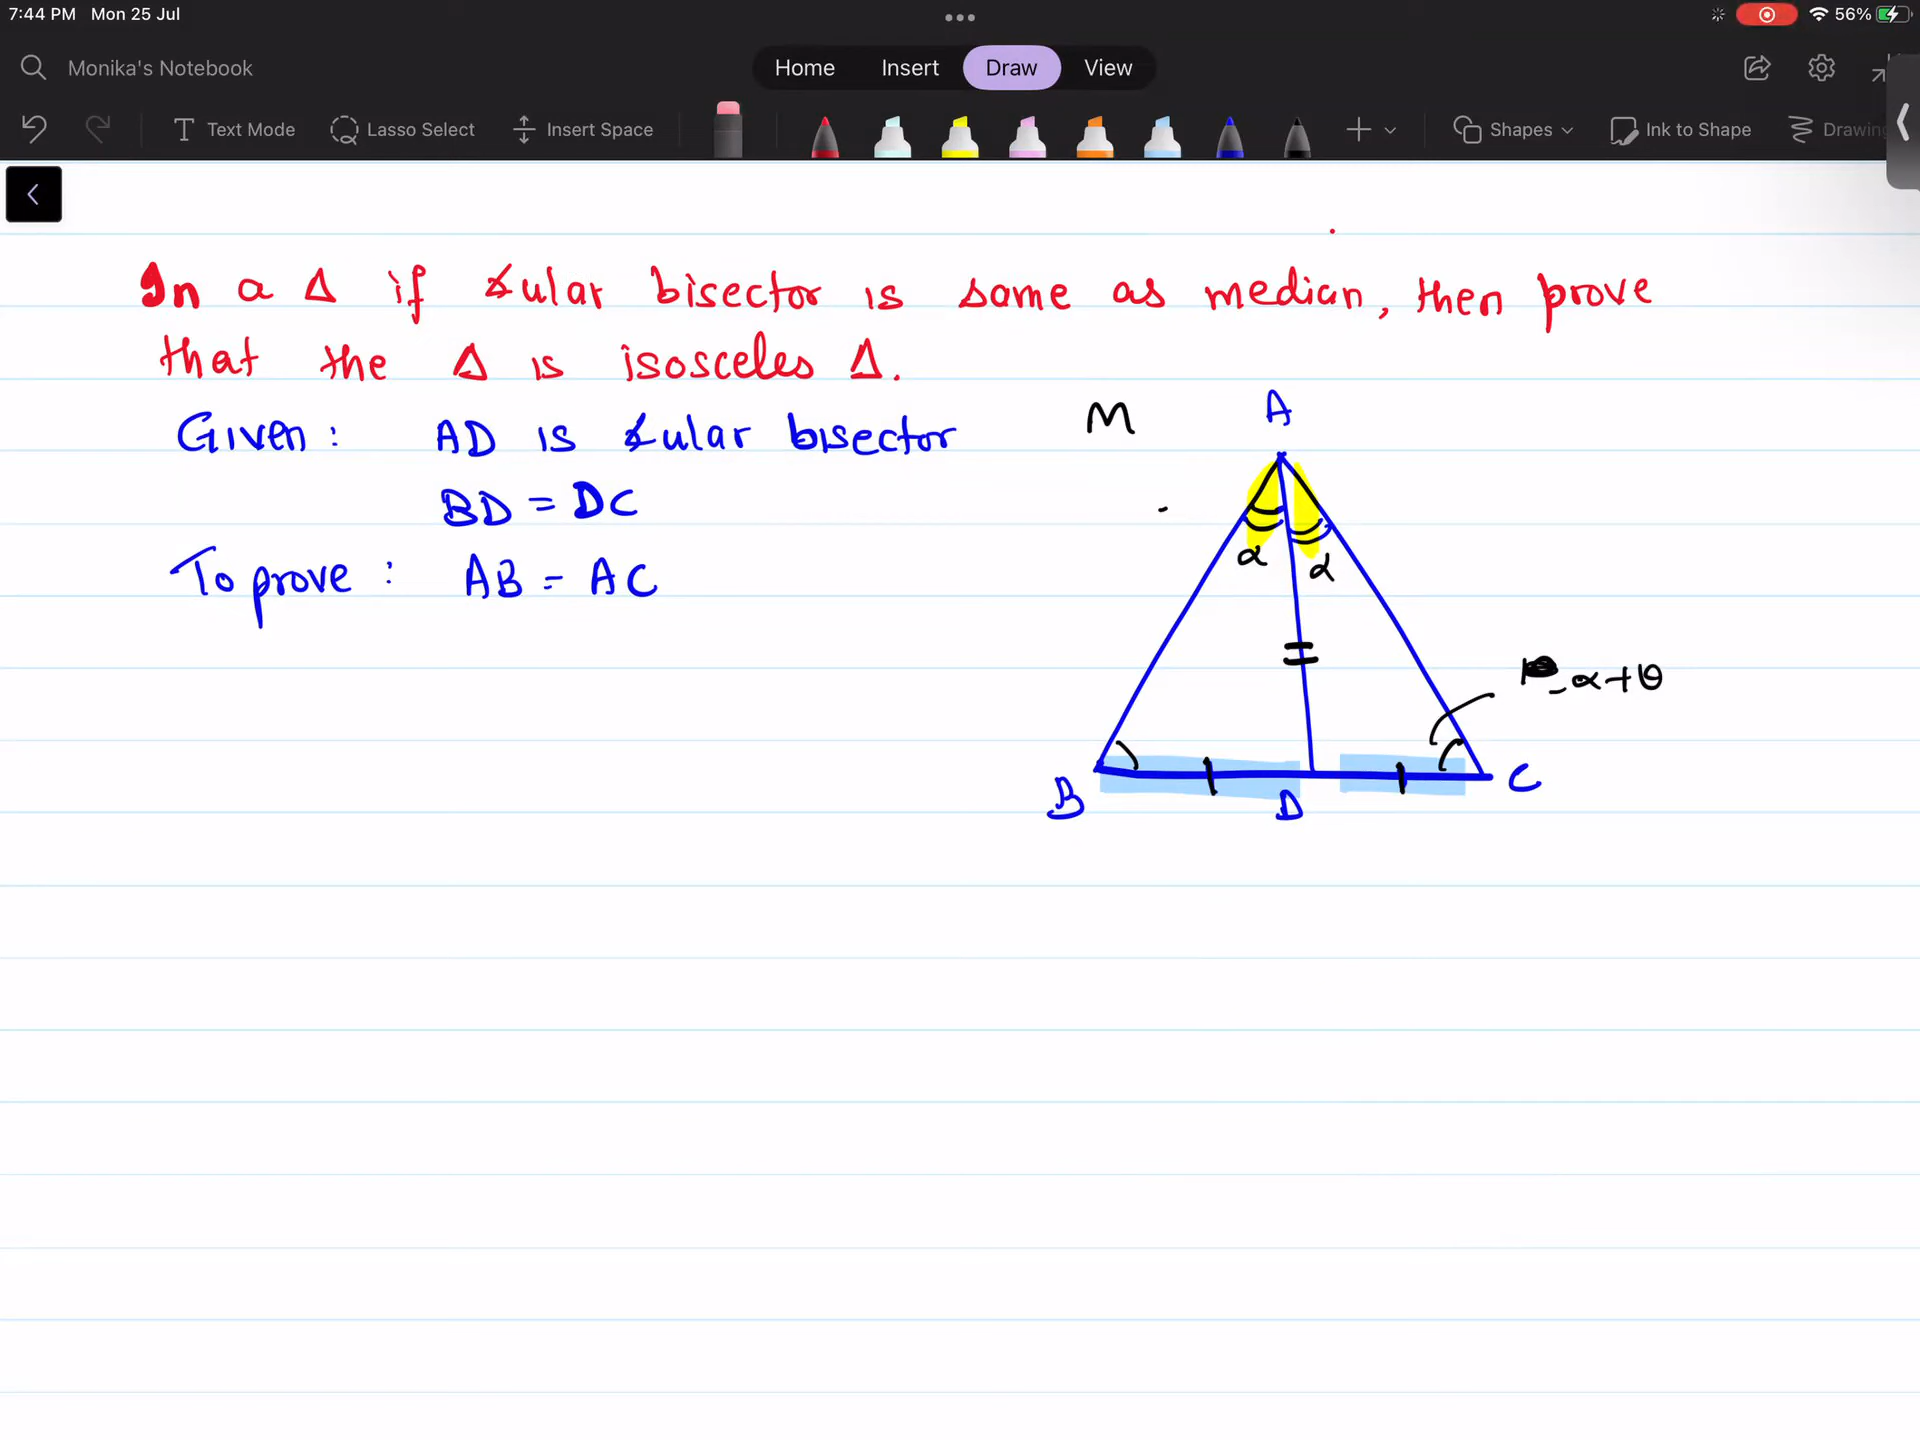 7:44 PM Mon 25 Jul
56%
Monika's Notebook
Home Insert Draw View
Text Mode Lasso Select Insert Space Shapes Ink to Shape Drawing
In a Δ if ∡ular bisector is same as median, then prove
that the Δ is isosceles Δ.
Given: AD is ∡ular bisector
BD = DC
To prove: AB = AC
M
A
α α
α+θ
B D C